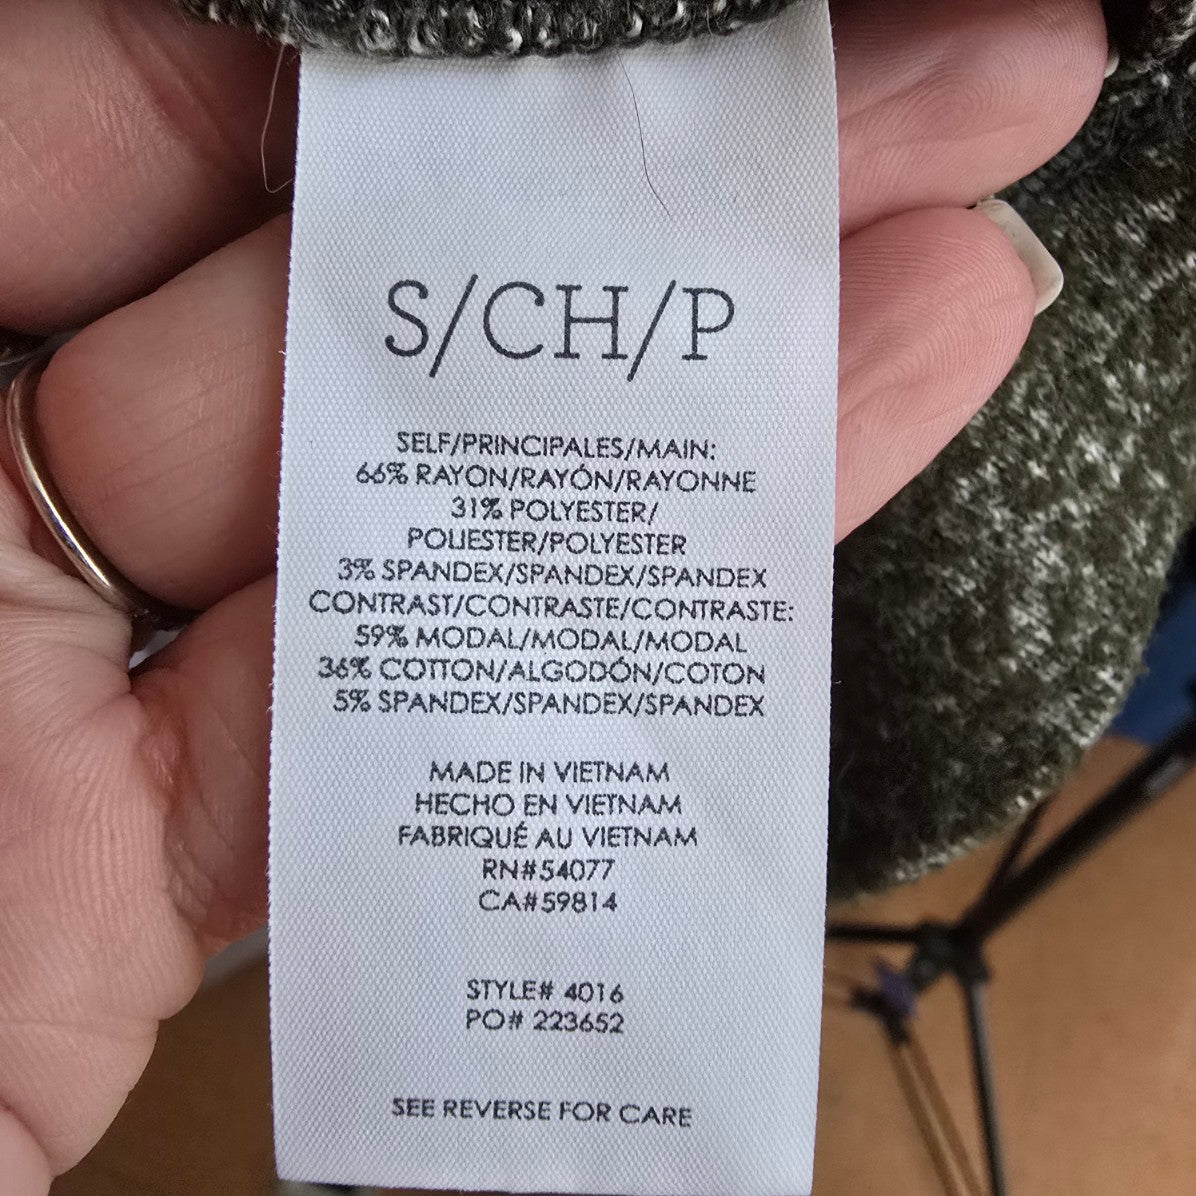 S/CH/P
SELF/PRINCIPALES/MAIN:
66% RAYON/RAYÓN/RAYONNE
31% POLYESTER/
POLIESTER/POLYESTER
3% SPANDEX/SPANDEX/SPANDEX
CONTRAST/CONTRASTE/CONTRASTE:
59% MODAL/MODAL/MODAL
36% COTTON/ALGODÓN/COTON
5% SPANDEX/SPANDEX/SPANDEX
MADE IN VIETNAM
HECHO EN VIETNAM
FABRIQUÉ AU VIETNAM
RN#54077
CA#59814
STYLE# 4016
PO# 223652
SEE REVERSE FOR CARE